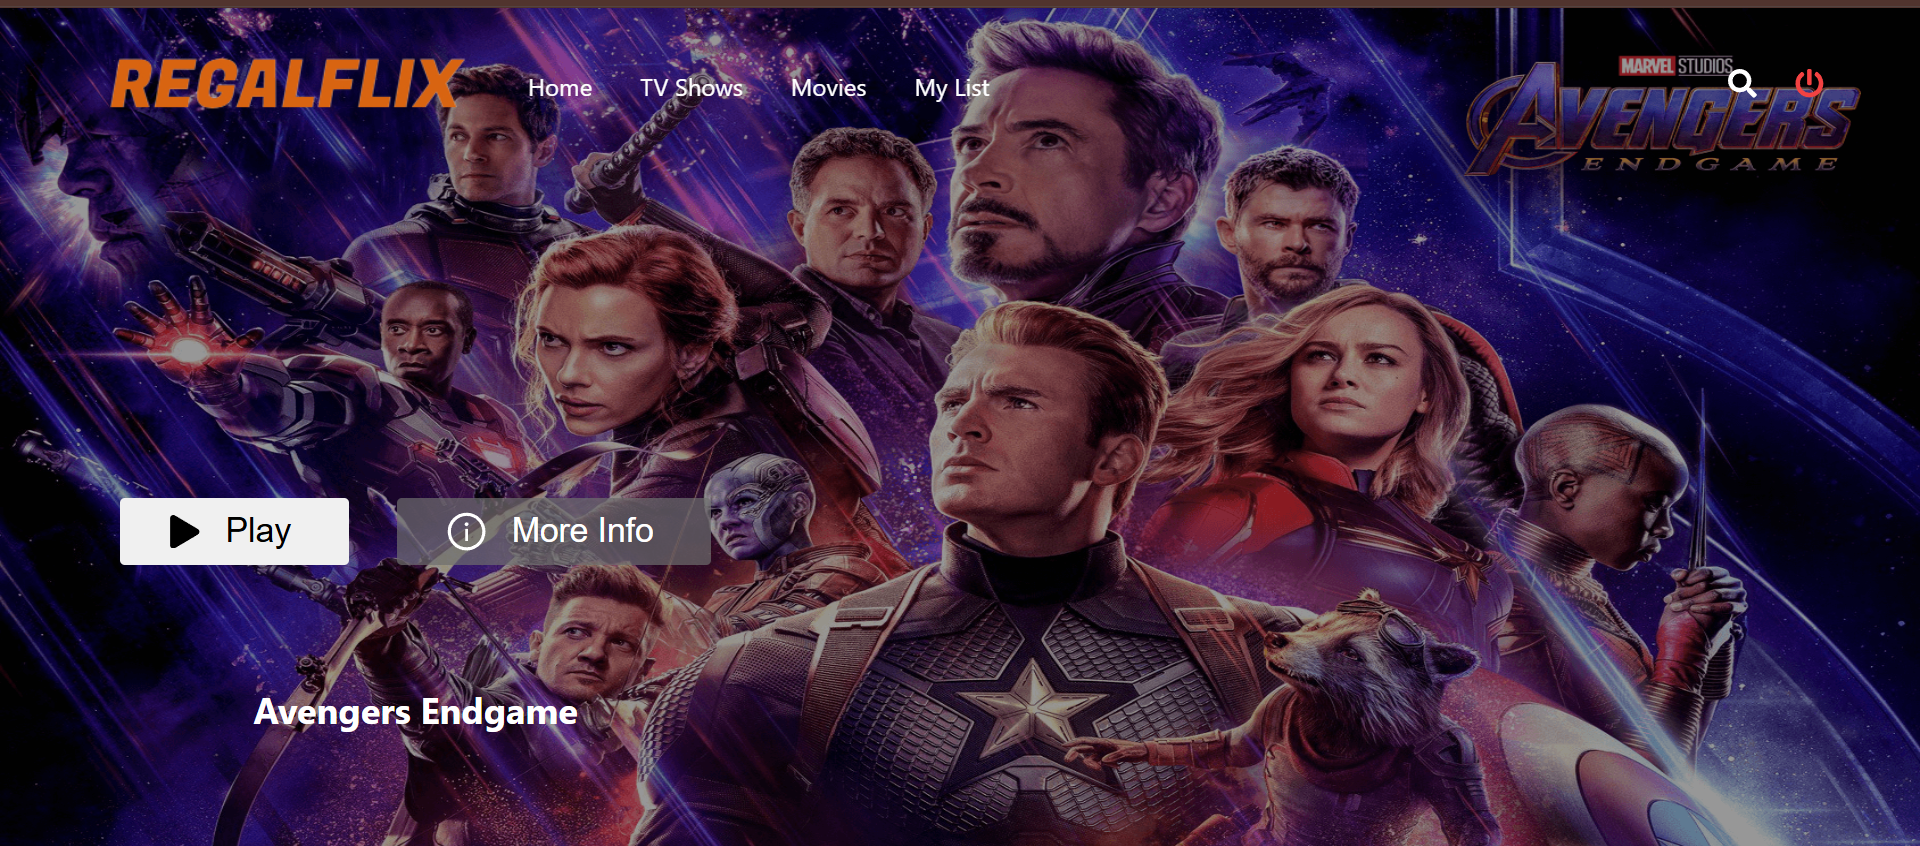 REGALFLIX
Home
TV Shows
Movies
My List
MARVEL STUDIOS
AVENGERS
ENDGAME
Play
More Info
Avengers Endgame